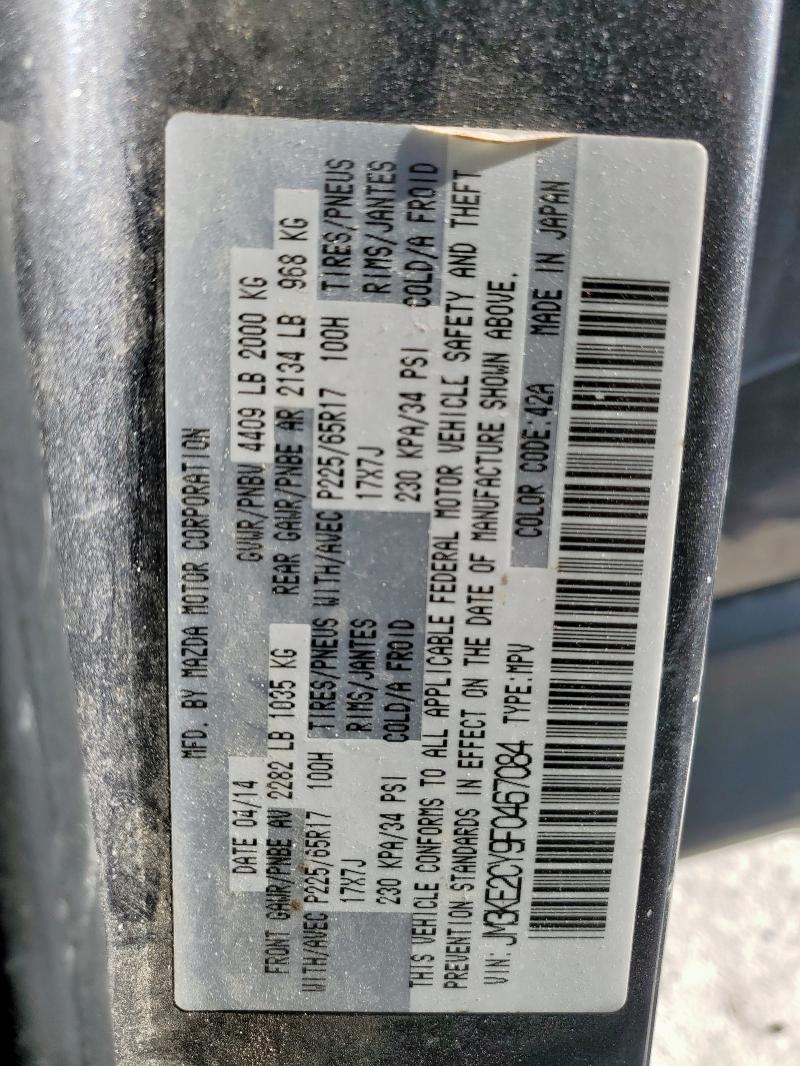 MFD. BY MAZDA MOTOR CORPORATION
DATE 04/14 GVWR/PNBV 4409 LB 2000 KG
FRONT GAWR/PNBE AV 2282 LB 1035 KG REAR GAWR/PNBE AR 2134 LB 968 KG
WITH/AVEC P225/65R17 100H TIRES/PNEUS WITH/AVEC P225/65R17 100H TIRES/PNEUS
17X7J RIMS/JANTES 17X7J RIMS/JANTES
230 KPA/34 PSI COLD/A FROID 230 KPA/34 PSI COLD/A FROID
THIS VEHICLE CONFORMS TO ALL APPLICABLE FEDERAL MOTOR VEHICLE SAFETY AND THEFT
PREVENTION STANDARDS IN EFFECT ON THE DATE OF MANUFACTURE SHOWN ABOVE.
VIN: JM3KE2CY9F0467084 TYPE:MPV COLOR CODE:42A MADE IN JAPAN